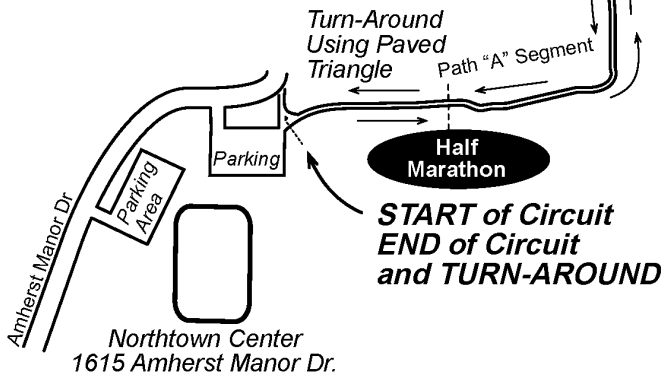 Turn-Around
Using Paved
Triangle
Path "A" Segment
Half
Marathon
Parking
Parking
Area
START of Circuit
END of Circuit
and TURN-AROUND
Amherst Manor Dr
Northtown Center
1615 Amherst Manor Dr.